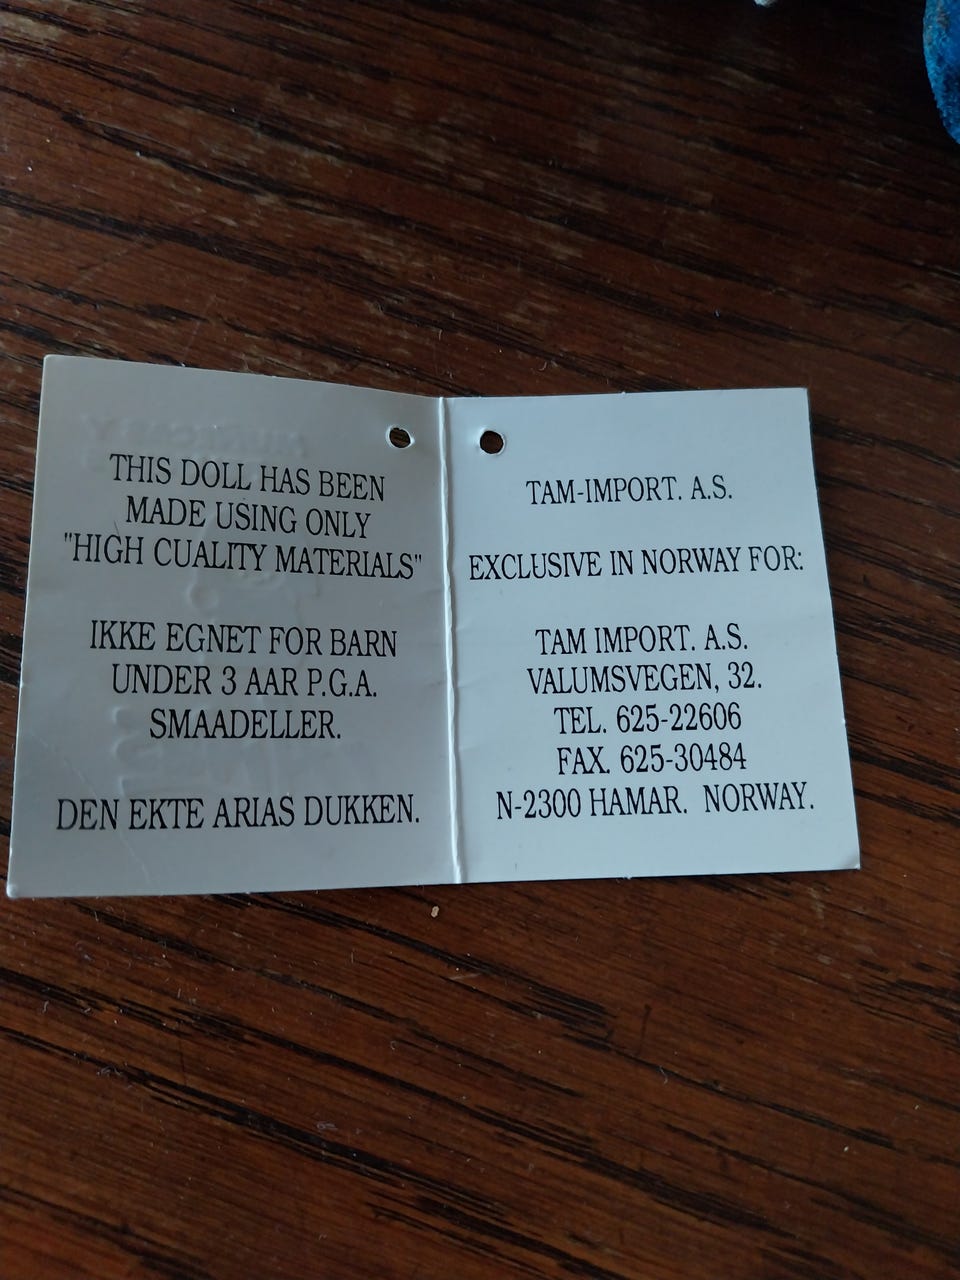 THIS DOLL HAS BEEN
MADE USING ONLY
"HIGH CUALITY MATERIALS"
IKKE EGNET FOR BARN
UNDER 3 AAR P.G.A.
SMAADELLER.
DEN EKTE ARIAS DUKKEN.
TAM-IMPORT. A.S.
EXCLUSIVE IN NORWAY FOR:
TAM IMPORT. A.S.
VALUMSVEGEN, 32.
TEL. 625-22606
FAX. 625-30484
N-2300 HAMAR. NORWAY.